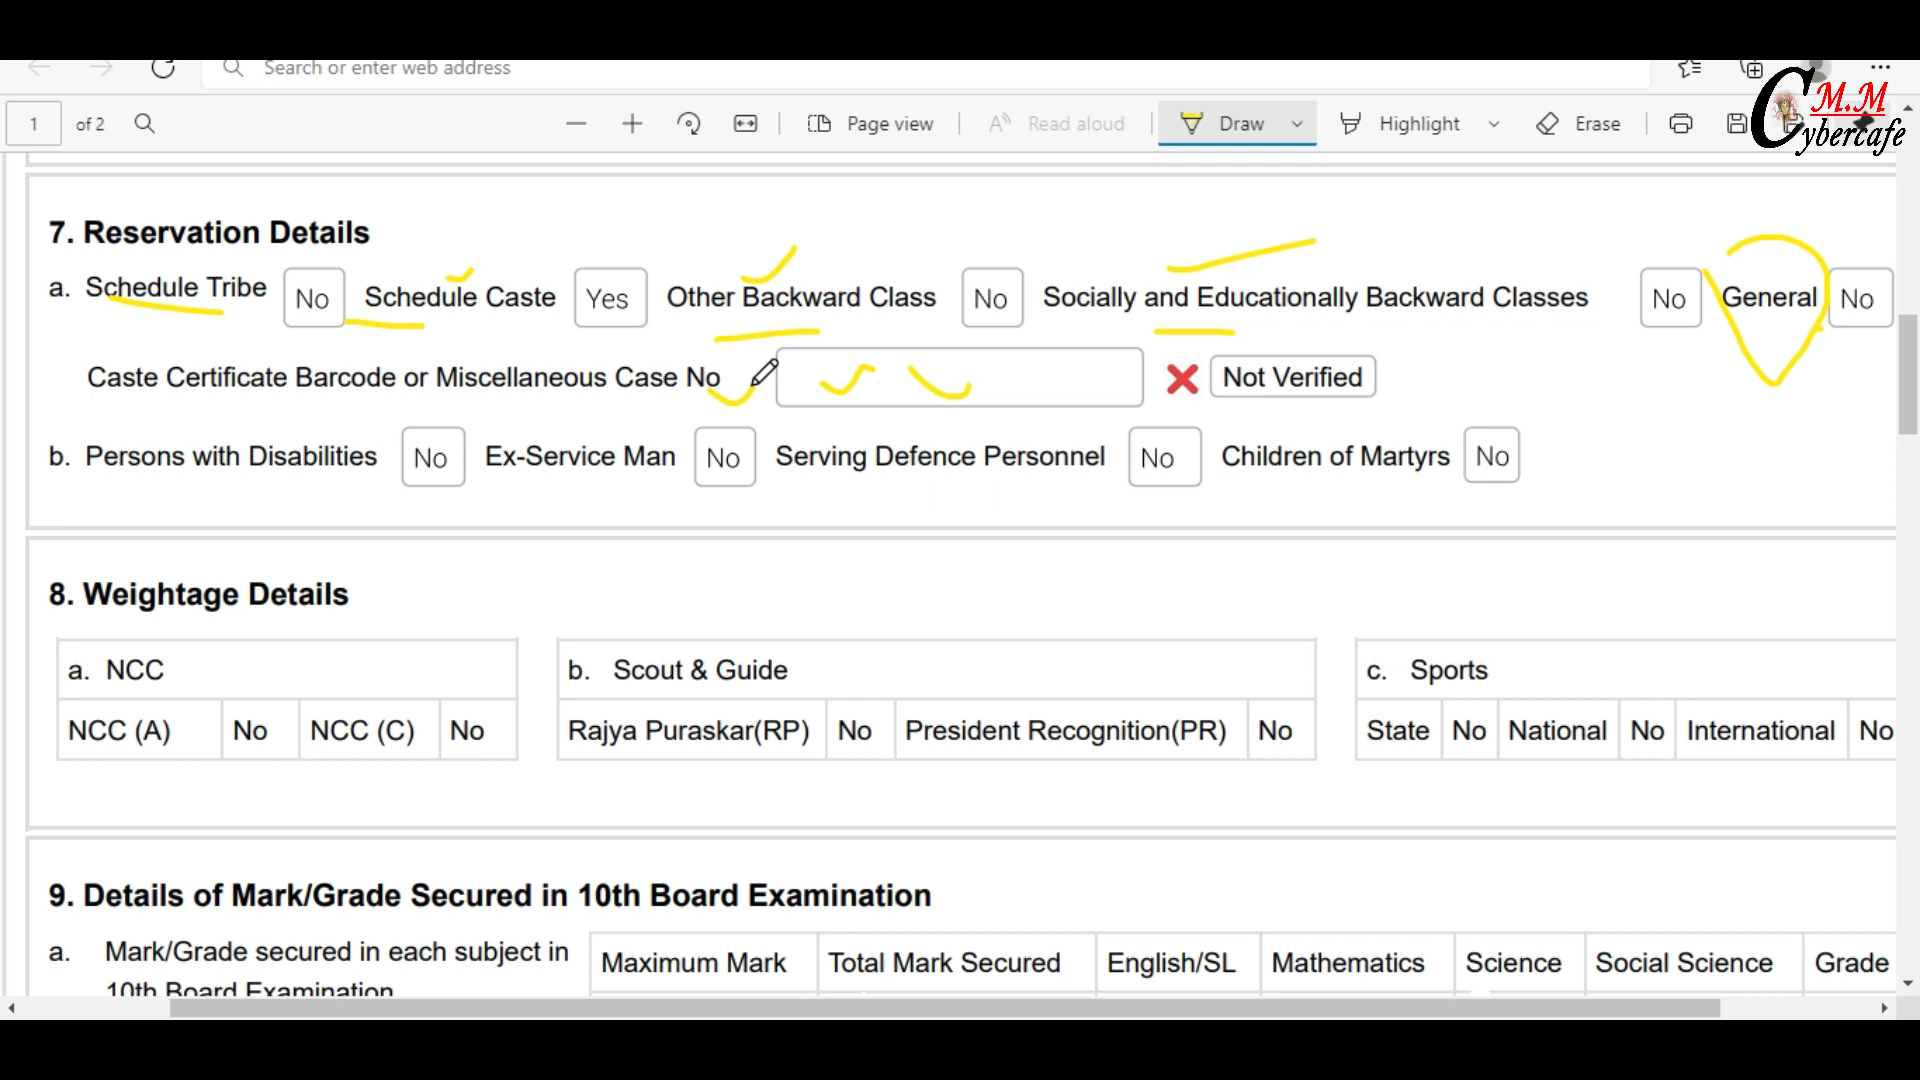 Search or enter web address
1 of 2 Page view Read aloud Draw Highlight Erase
M.M Cybercafe
7. Reservation Details
a. Schedule Tribe No Schedule Caste Yes Other Backward Class No Socially and Educationally Backward Classes No General No
Caste Certificate Barcode or Miscellaneous Case No Not Verified
b. Persons with Disabilities No Ex-Service Man No Serving Defence Personnel No Children of Martyrs No
8. Weightage Details
a. NCC b. Scout & Guide c. Sports
NCC (A) No NCC (C) No Rajya Puraskar(RP) No President Recognition(PR) No State No National No International No
9. Details of Mark/Grade Secured in 10th Board Examination
a. Mark/Grade secured in each subject in Maximum Mark Total Mark Secured English/SL Mathematics Science Social Science Grade
10th Board Examination